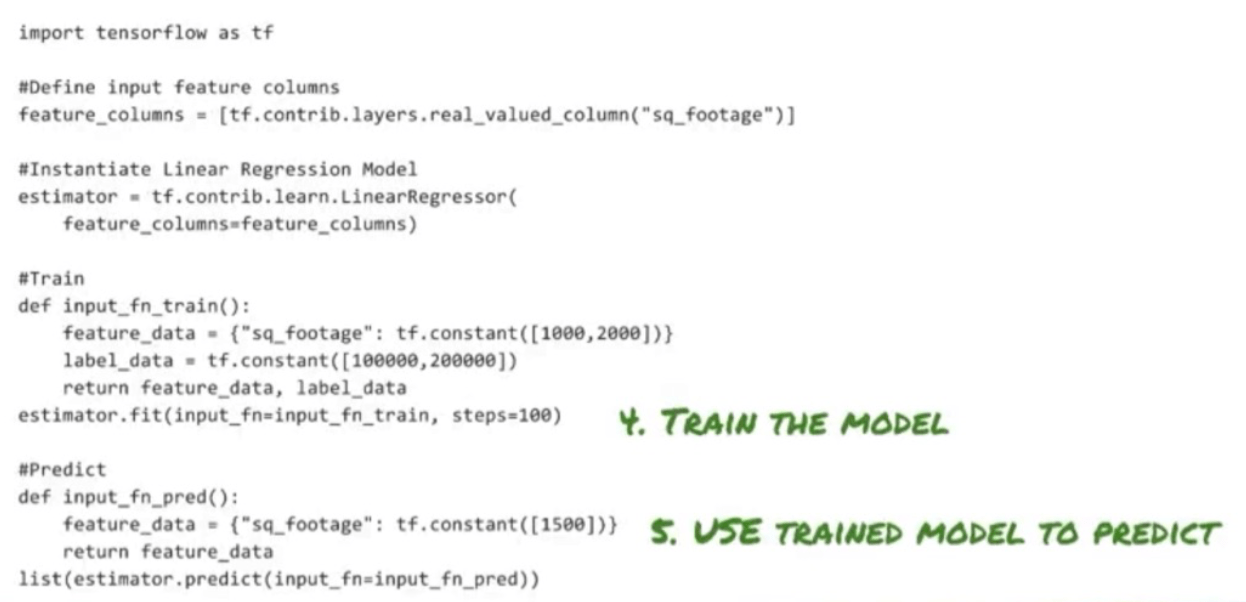 import tensorflow as tf
#Define input feature columns
feature_columns = [tf.contrib.layers.real_valued_column("sq_footage")]
#Instantiate Linear Regression Model
estimator = tf.contrib.learn.LinearRegressor(
    feature_columns=feature_columns)
#Train
def input_fn_train():
    feature_data = {"sq_footage": tf.constant([1000,2000])}
    label_data = tf.constant([100000,200000])
    return feature_data, label_data
estimator.fit(input_fn=input_fn_train, steps=100)
4. TRAIN THE MODEL
#Predict
def input_fn_pred():
    feature_data = {"sq_footage": tf.constant([1500])}
5. USE TRAINED MODEL TO PREDICT
    return feature_data
list(estimator.predict(input_fn=input_fn_pred))